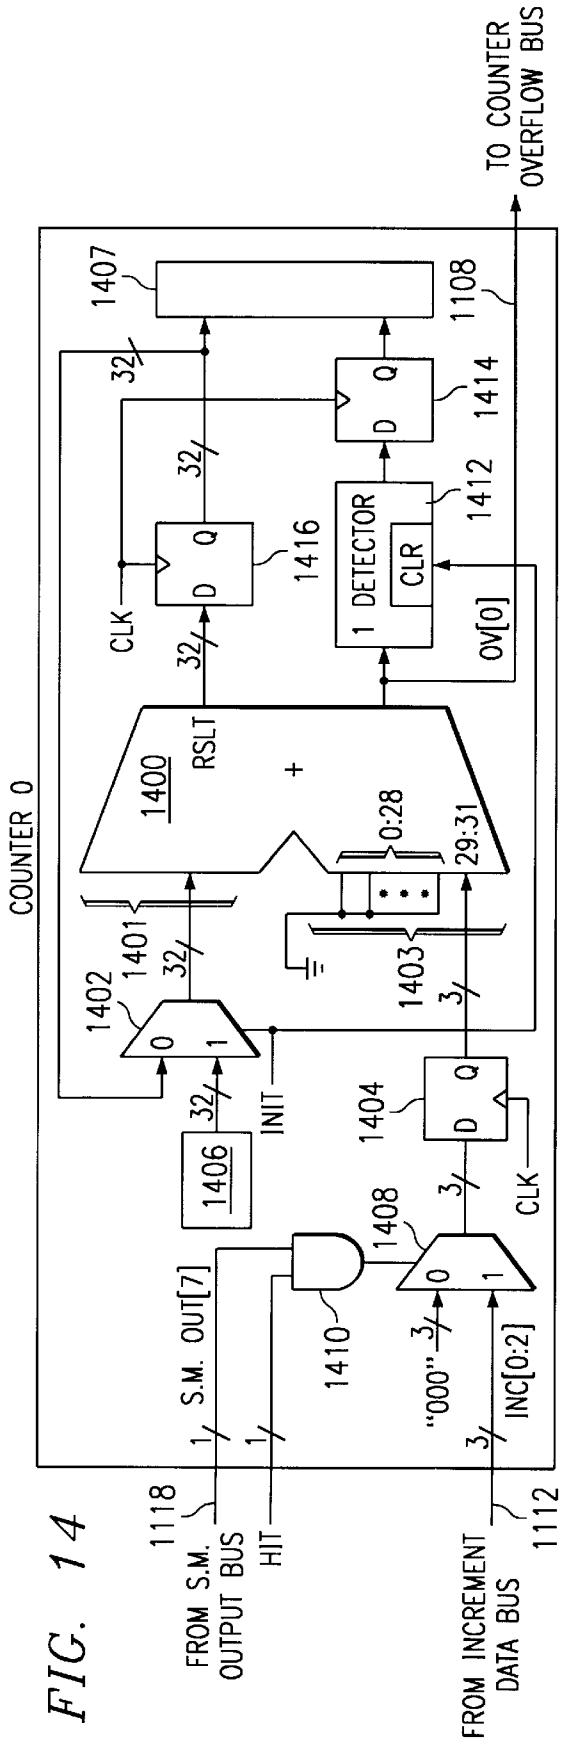 FIG. 14
COUNTER 0
FROM S.M.
OUTPUT BUS
1118
1
S.M. OUT[7]
HIT
1
1410
FROM INCREMENT
DATA BUS
1112
3
INC[0:2]
"000"
3
0
1
1408
3
D
Q
1404
CLK
3
1406
32
0
1
1402
INIT
32
1401
1403
0:28
29:31
1400
+
RSLT
32
CLK
D
Q
1416
32
32
1 DETECTOR
CLR
1412
OV[0]
D
Q
1414
1407
1108
TO COUNTER
OVERFLOW BUS